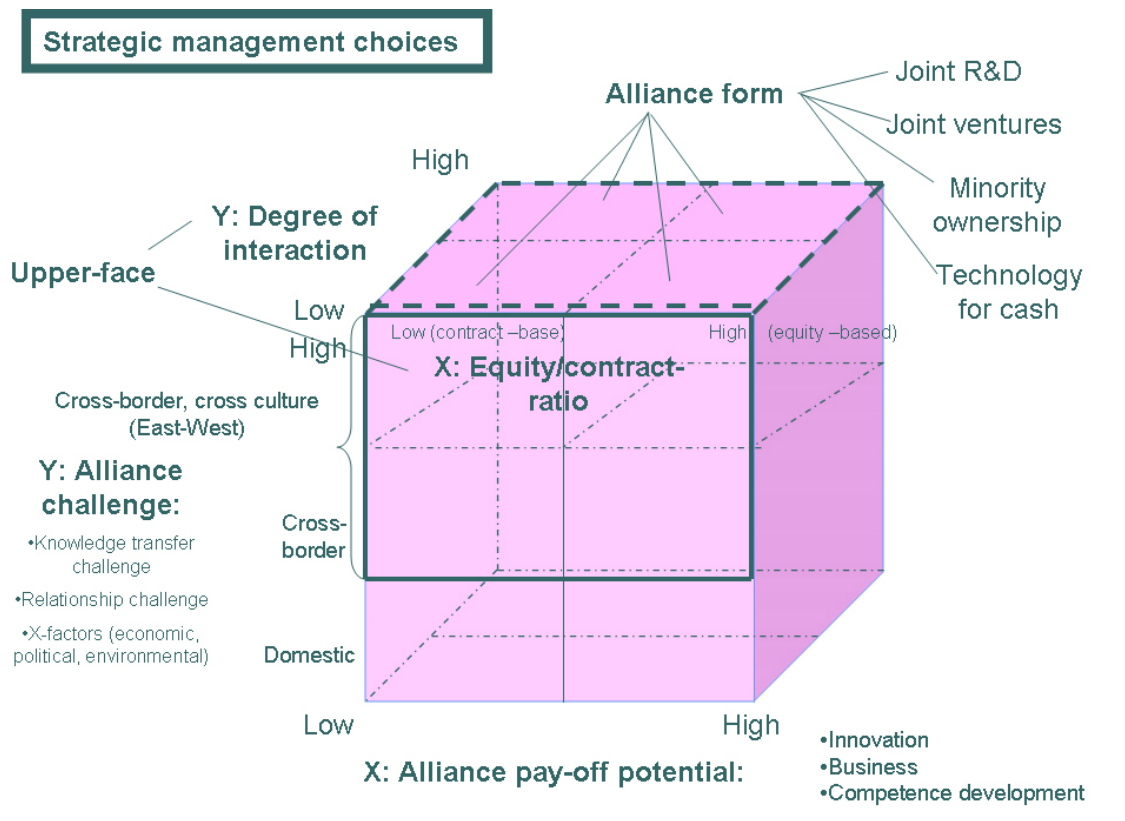 Strategic management choices
Alliance form
Joint R&D
Joint ventures
Minority
ownership
Technology
for cash
High
Y: Degree of
interaction
Upper-face
Low
High
Low (contract –base)
High (equity –based)
X: Equity/contract-
ratio
Cross-border, cross culture
(East-West)
Y: Alliance
challenge:
•Knowledge transfer
challenge
•Relationship challenge
•X-factors (economic,
political, environmental)
Cross-
border
Domestic
Low
High
X: Alliance pay-off potential:
•Innovation
•Business
•Competence development